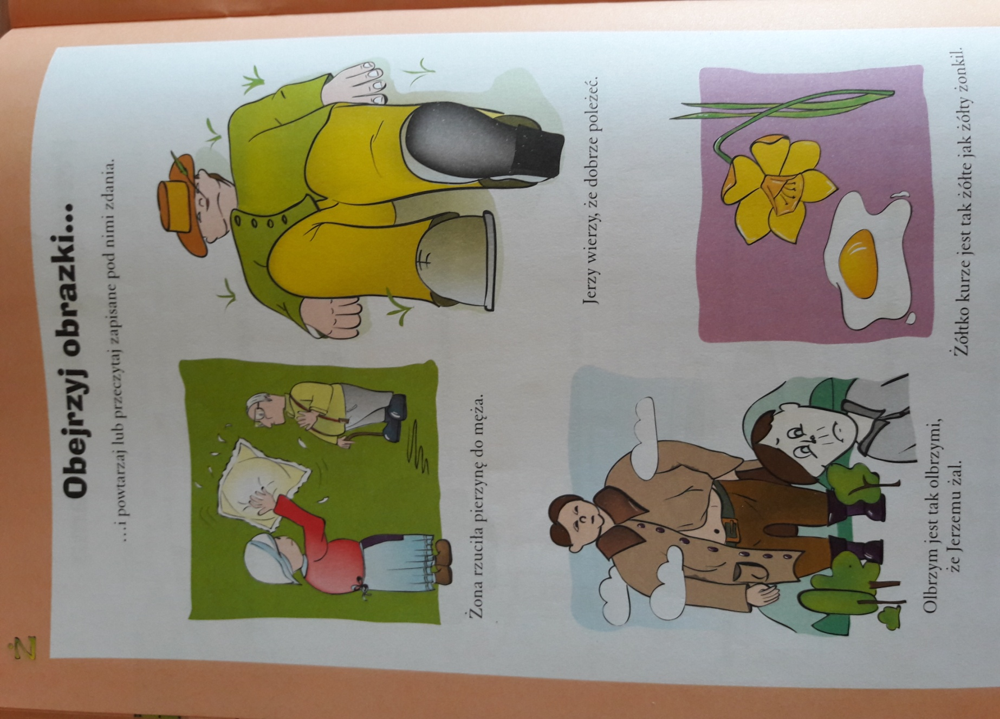 Ż
Obejrzyj obrazki...
...i powtarzaj lub przeczytaj zapisane pod nimi zdania.
Żona rzuciła pierzynę do męża.
Jerzy wierzy, że dobrze poleżeć.
Olbrzym jest tak olbrzymi,
że Jerzemu żal.
Żółtko kurze jest tak żółte jak żółty żonkil.